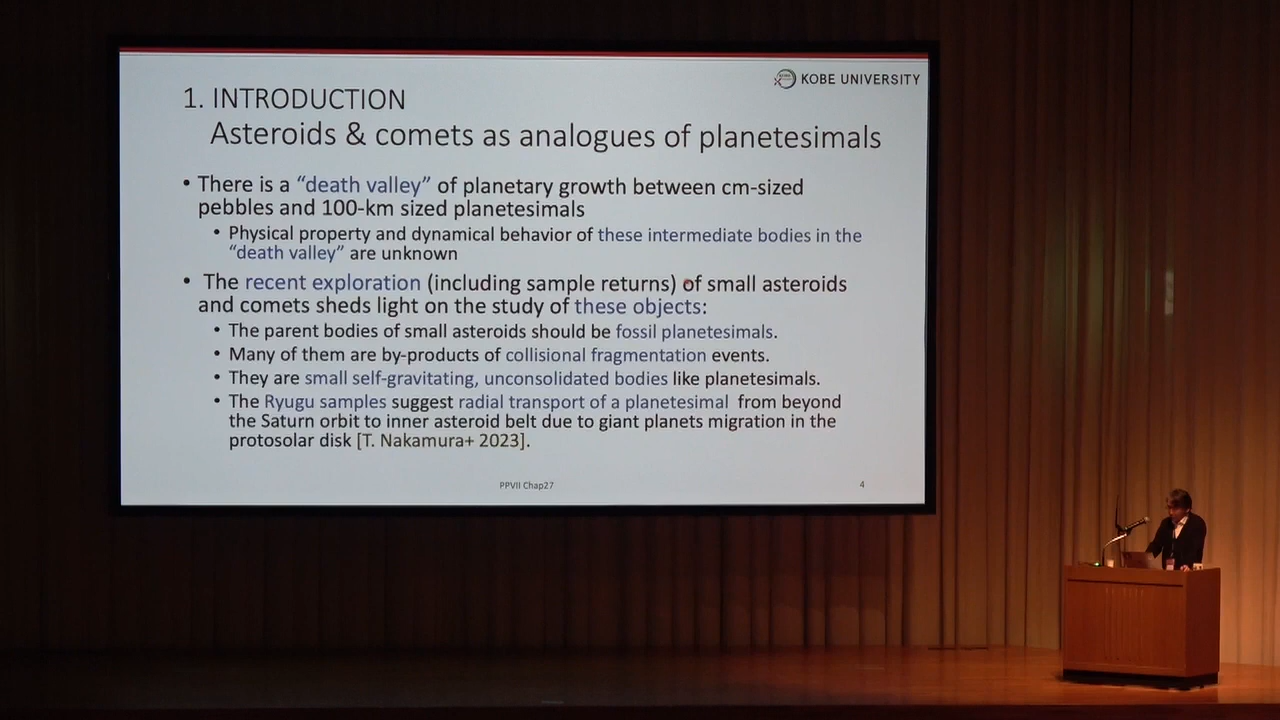 KOBE UNIVERSITY
1. INTRODUCTION
Asteroids & comets as analogues of planetesimals
• There is a “death valley” of planetary growth between cm-sized
pebbles and 100-km sized planetesimals
• Physical property and dynamical behavior of these intermediate bodies in the
“death valley” are unknown
• The recent exploration (including sample returns) of small asteroids
and comets sheds light on the study of these objects:
• The parent bodies of small asteroids should be fossil planetesimals.
• Many of them are by-products of collisional fragmentation events.
• They are small self-gravitating, unconsolidated bodies like planetesimals.
• The Ryugu samples suggest radial transport of a planetesimal from beyond
the Saturn orbit to inner asteroid belt due to giant planets migration in the
protosolar disk [T. Nakamura+ 2023].
PPVII Chap27
4